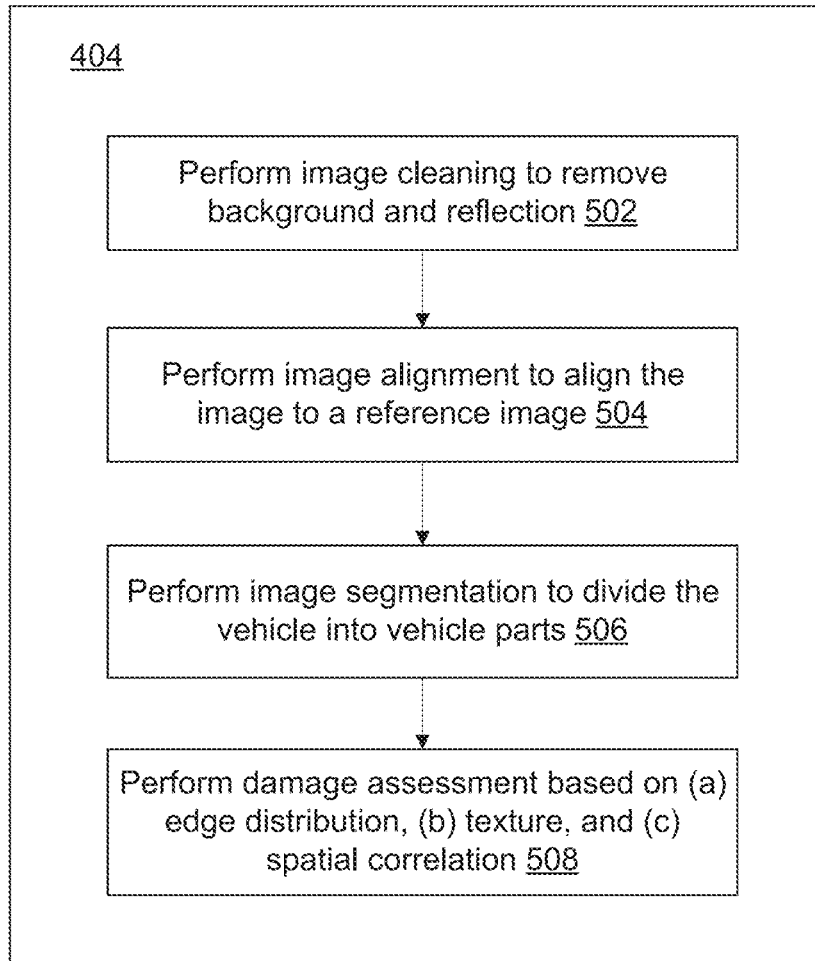 404
Perform image cleaning to remove
background and reflection 502
Perform image alignment to align the
image to a reference image 504
Perform image segmentation to divide the
vehicle into vehicle parts 506
Perform damage assessment based on (a)
edge distribution, (b) texture, and (c)
spatial correlation 508